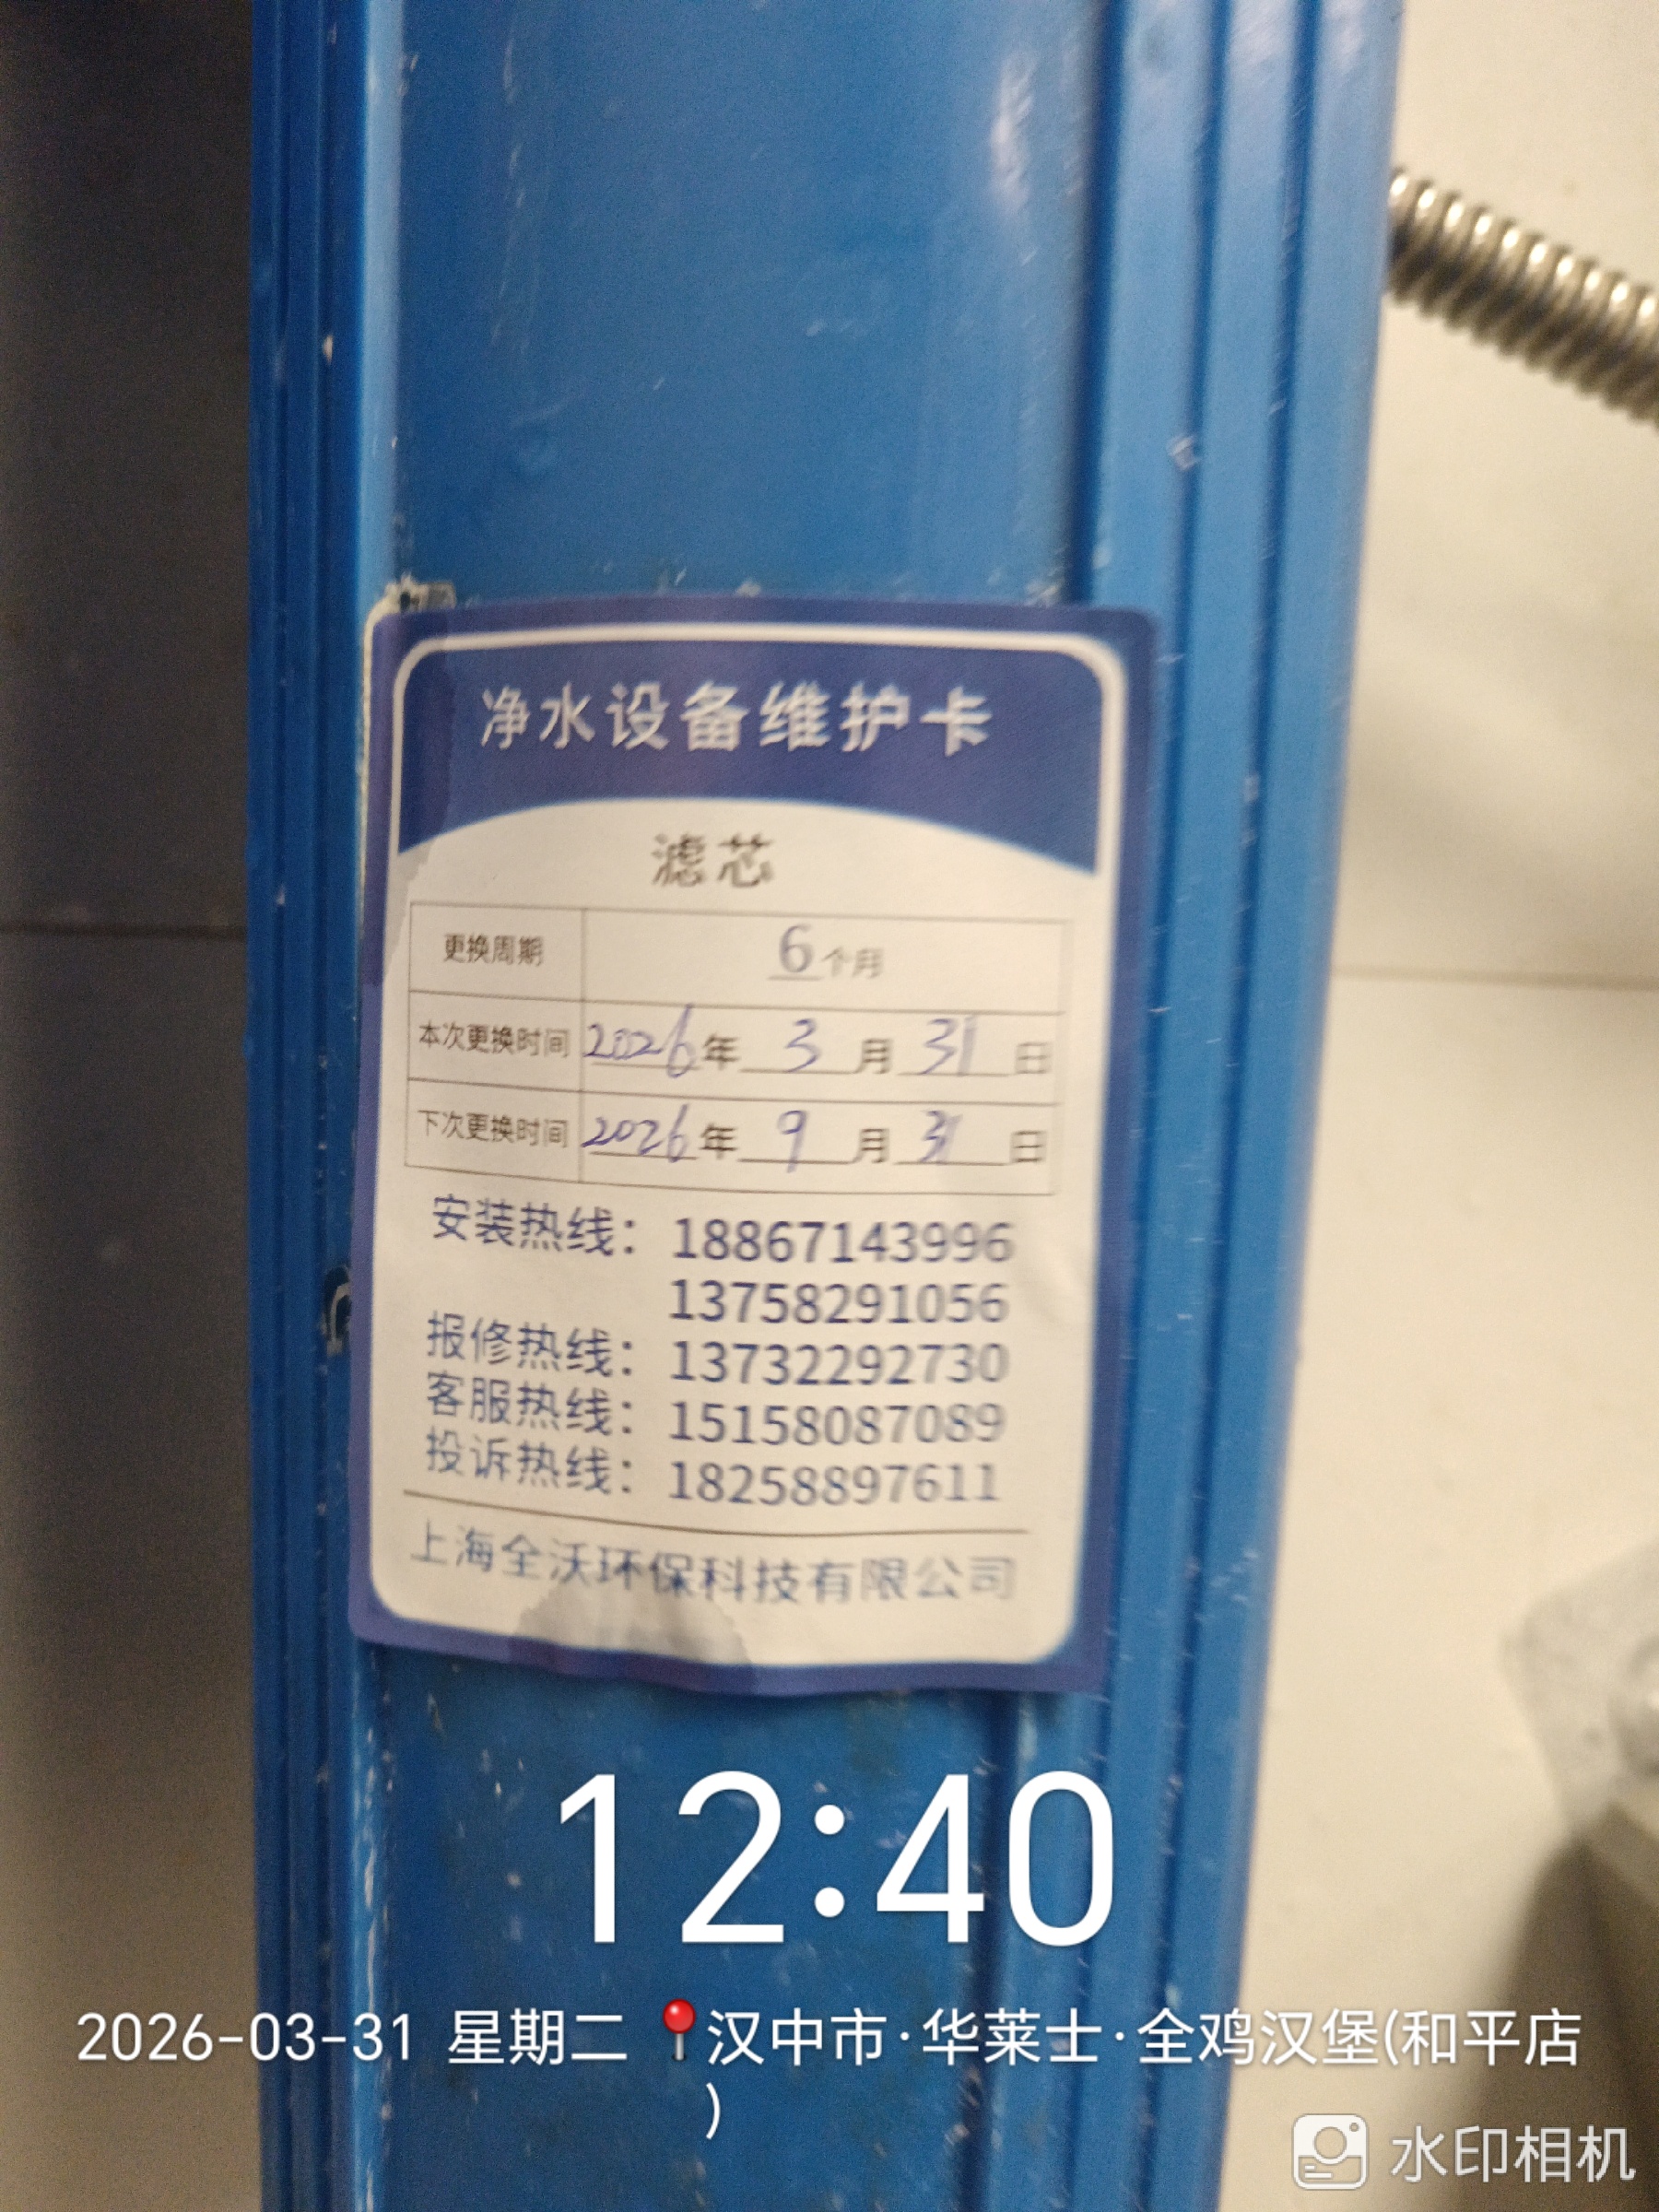 净水设备维护卡
滤芯
更换周期 6个月
本次更换时间 2026年 3 月 31 日
下次更换时间 2026年 9 月 31 日
安装热线：18867143996
13758291056
报修热线：13732292730
客服热线：15158087089
投诉热线：18258897611
上海全沃环保科技有限公司
12:40
2026-03-31 星期二 📍汉中市·华莱士·全鸡汉堡(和平店
)
水印相机